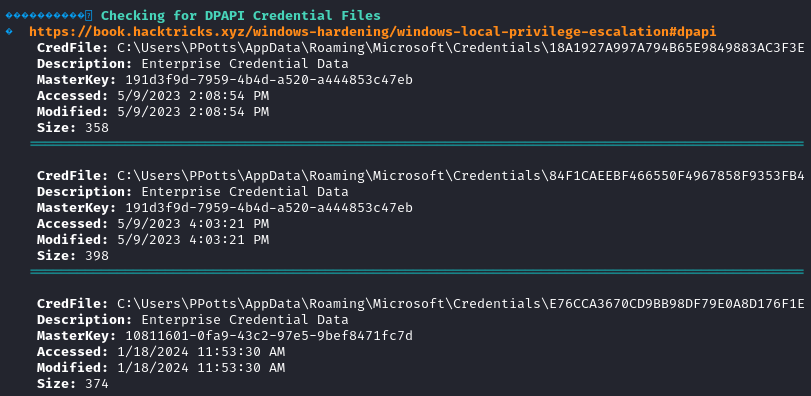 ������������͹ Checking for DPAPI Credential Files
� https://book.hacktricks.xyz/windows-hardening/windows-local-privilege-escalation#dpapi
CredFile: C:\Users\PPotts\AppData\Roaming\Microsoft\Credentials\18A1927A997A794B65E9849883AC3F3E
Description: Enterprise Credential Data
MasterKey: 191d3f9d-7959-4b4d-a520-a444853c47eb
Accessed: 5/9/2023 2:08:54 PM
Modified: 5/9/2023 2:08:54 PM
Size: 358
CredFile: C:\Users\PPotts\AppData\Roaming\Microsoft\Credentials\84F1CAEEBF466550F4967858F9353FB4
Description: Enterprise Credential Data
MasterKey: 191d3f9d-7959-4b4d-a520-a444853c47eb
Accessed: 5/9/2023 4:03:21 PM
Modified: 5/9/2023 4:03:21 PM
Size: 398
CredFile: C:\Users\PPotts\AppData\Roaming\Microsoft\Credentials\E76CCA3670CD9BB98DF79E0A8D176F1E
Description: Enterprise Credential Data
MasterKey: 10811601-0fa9-43c2-97e5-9bef8471fc7d
Accessed: 1/18/2024 11:53:30 AM
Modified: 1/18/2024 11:53:30 AM
Size: 374